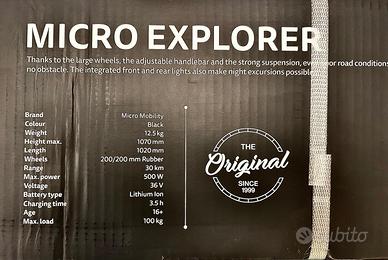 MICRO EXPLORER
Thanks to the large wheels, the adjustable handlebar and the strong suspension, road conditions
no obstacle. The integrated front and rear lights also make night excursions possible
Brand Micro Mobility
Colour Black
Weight 12.5 kg
Height max. 1070 mm
Length 1020 mm
Wheels 200/200 mm Rubber
Range 30 km
Max. power 500 W
Voltage 36 V
Battery type Lithium Ion
Charging time 3.5 h
Age 16+
Max. load 100 kg
THE
Original
SINCE
1999
subito